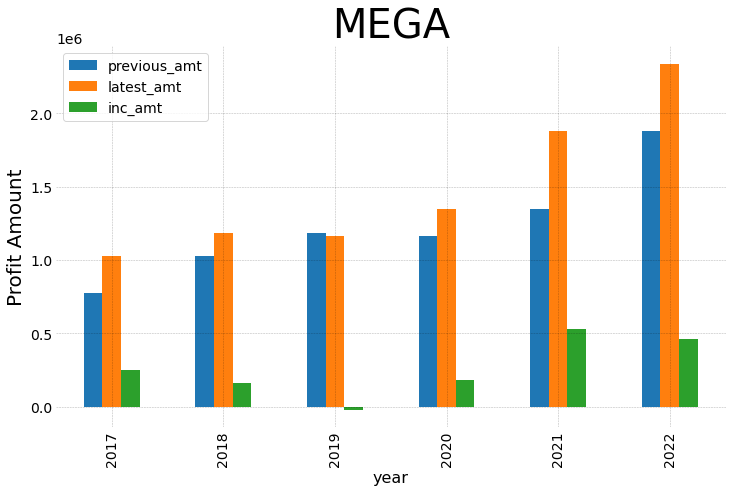 MEGA
1e6
previous_amt
latest_amt
inc_amt
2.0
1.5
1.0
0.5
0.0
Profit Amount
2017 2018 2019 2020 2021 2022
year